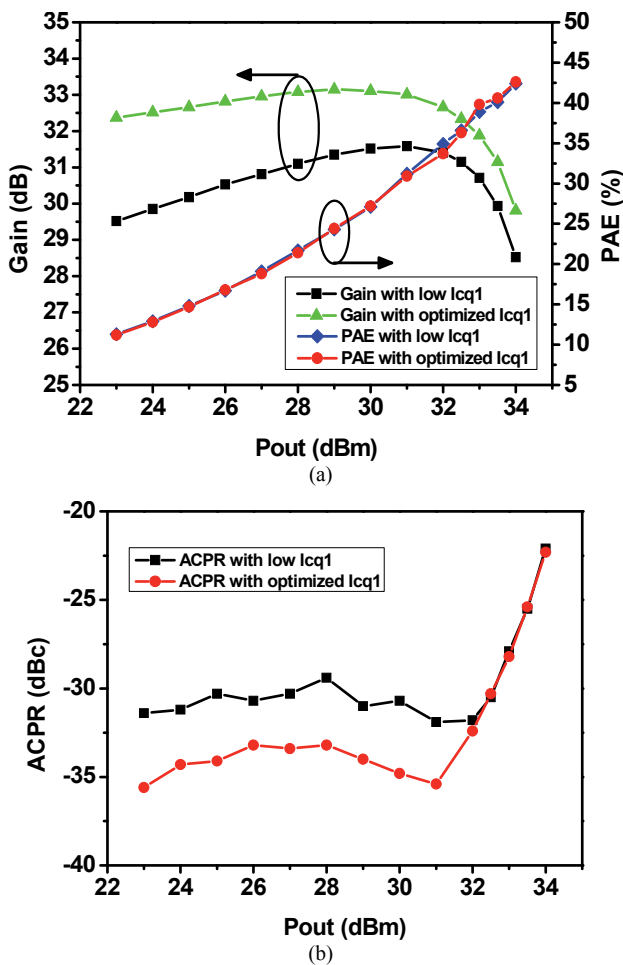 35
34
33
32
31
30
29
28
27
26
25
Gain (dB)
50
45
40
35
30
25
20
15
10
5
PAE (%)
Gain with low Icq1
Gain with optimized Icq1
PAE with low Icq1
PAE with optimized Icq1
22 24 26 28 30 32 34
Pout (dBm)
(a)
-20
-25
-30
-35
-40
ACPR (dBc)
ACPR with low Icq1
ACPR with optimized Icq1
22 24 26 28 30 32 34
Pout (dBm)
(b)